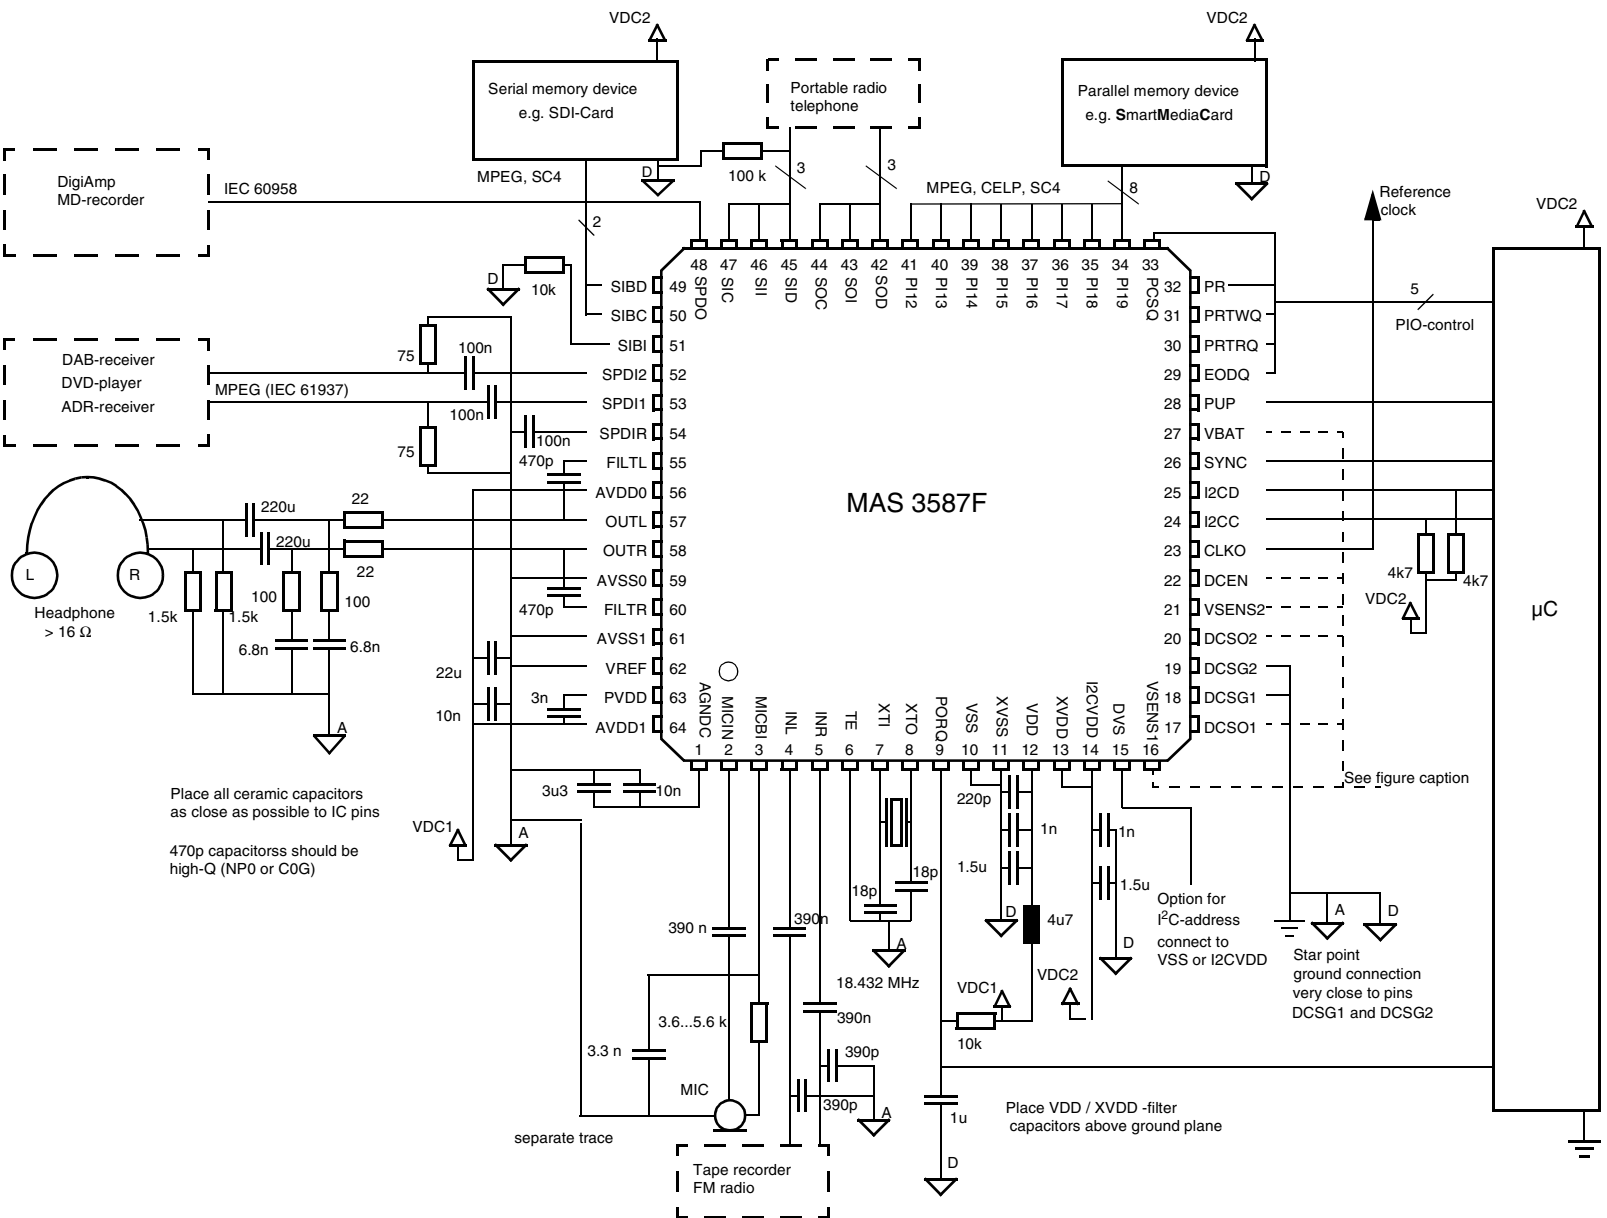 VDC2
VDC2
Serial memory device
e.g. SDI-Card
Portable radio
telephone
Parallel memory device
e.g. SmartMediaCard
DigiAmp
MD-recorder
IEC 60958
MPEG, SC4
D
100 k
3
3
MPEG, CELP, SC4
8
D
Reference
clock
VDC2
2
D
10k
48 47 46 45 44 43 42 41 40 39 38 37 36 35 34 33
SPDO SIC SII SID SOC SOI SOD PI12 PI13 PI14 PI15 PI16 PI17 PI18 PI19 PCSQ
SIBD 49
SIBC 50
SIBI 51
SPDI2 52
SPDI1 53
SPDIR 54
FILTL 55
AVDD0 56
OUTL 57
OUTR 58
AVSS0 59
FILTR 60
AVSS1 61
VREF 62
PVDD 63
AVDD1 64
32 PR
31 PRTWQ
30 PRTRQ
29 EODQ
28 PUP
27 VBAT
26 SYNC
25 I2CD
24 I2CC
23 CLKO
22 DCEN
21 VSENS2
20 DCSO2
19 DCSG2
18 DCSG1
17 DCSO1
5
PIO-control
DAB-receiver
DVD-player
ADR-receiver
MPEG (IEC 61937)
75
100n
100n
75
100n
470p
MAS 3587F
220u
22
220u
22
L
R
Headphone
> 16 Ω
1.5k
1.5k
100
100
6.8n
6.8n
A
470p
22u
10n
3n
4k7
4k7
VDC2
µC
AGNDC MICIN MICBI INL INR TE XTI XTO PORQ VSS XVSS VDD XVDD I2CVDD DVS VSENS1
1 2 3 4 5 6 7 8 9 10 11 12 13 14 15 16
See figure caption
Place all ceramic capacitors
as close as possible to IC pins
470p capacitorss should be
high-Q (NP0 or C0G)
VDC1
A
3u3
10n
220p
1n
1.5u
D
4u7
1n
1.5u
D
18p
18p
A
18.432 MHz
390 n
390n
390n
VDC1
VDC2
10k
Option for
I2C-address
connect to
VSS or I2CVDD
A
D
Star point
ground connection
very close to pins
DCSG1 and DCSG2
3.6...5.6 k
3.3 n
MIC
390p
390p
A
1u
D
Place VDD / XVDD -filter
capacitors above ground plane
separate trace
Tape recorder
FM radio